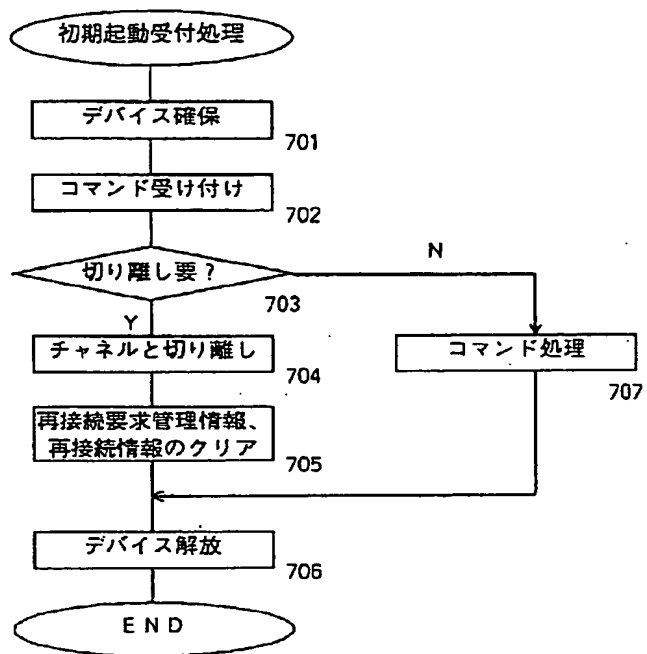 初期起動受付処理
デバイス確保
701
コマンド受け付け
702
切り離し要?
703
N
Y
チャネルと切り離し
704
コマンド処理
707
再接続要求管理情報、
再接続情報のクリア
705
デバイス解放
706
END